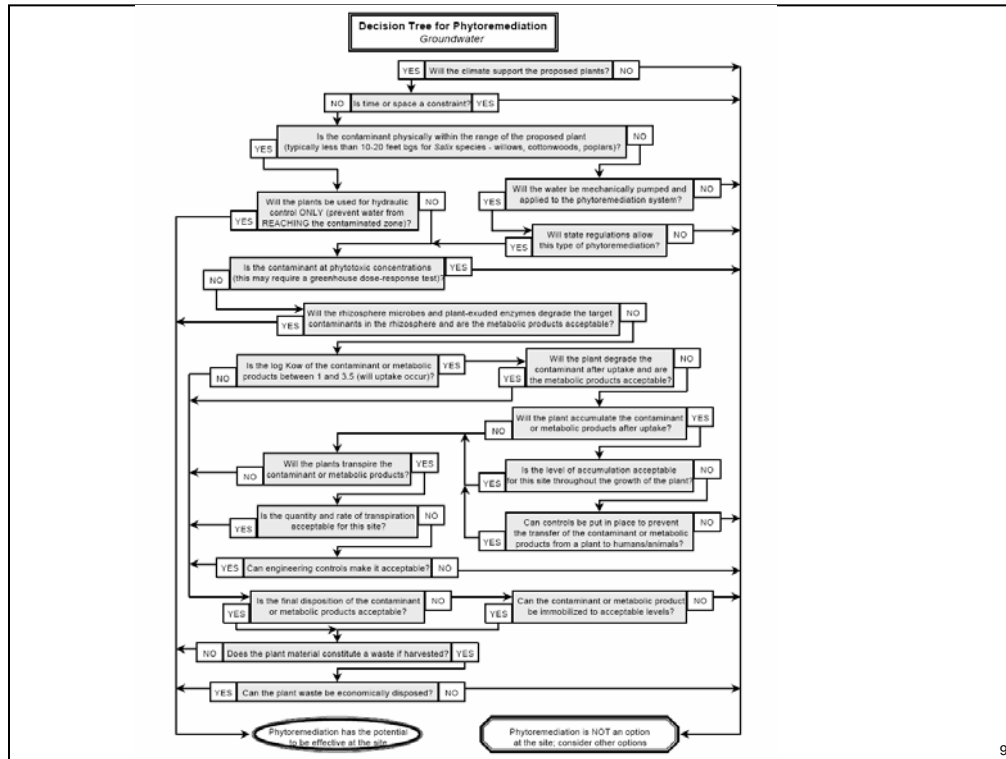 Decision Tree for Phytoremediation
Groundwater
YES
Will the climate support the proposed plants?
NO
NO
Is time or space a constraint?
YES
Is the contaminant physically within the range of the proposed plant
(typically less than 10-20 feet bgs for Salix species - willows, cottonwoods, poplars)?
YES
NO
Will the water be mechanically pumped and
applied to the phytoremediation system?
YES
NO
Will the plants be used for hydraulic
control ONLY (prevent water from
REACHING the contaminated zone)?
YES
NO
Will state regulations allow
this type of phytoremediation?
YES
NO
Is the contaminant at phytotoxic concentrations
(this may require a greenhouse dose-response test)?
NO
YES
Will the rhizosphere microbes and plant-exuded enzymes degrade the target
contaminants in the rhizosphere and are the metabolic products acceptable?
YES
NO
Is the log Kow of the contaminant or metabolic
products between 1 and 3.5 (will uptake occur)?
NO
YES
Will the plant degrade the
contaminant after uptake and are
the metabolic products acceptable?
YES
NO
Will the plant accumulate the contaminant
or metabolic products after uptake?
NO
YES
Will the plants transpire the
contaminant or metabolic products?
NO
YES
Is the level of accumulation acceptable
for this site throughout the growth of the plant?
YES
NO
Is the quantity and rate of transpiration
acceptable for this site?
YES
NO
Can controls be put in place to prevent
the transfer of the contaminant or metabolic
products from a plant to humans/animals?
YES
NO
YES
Can engineering controls make it acceptable?
NO
Is the final disposition of the contaminant
or metabolic products acceptable?
YES
NO
Can the contaminant or metabolic product
be immobilized to acceptable levels?
YES
NO
NO
Does the plant material constitute a waste if harvested?
YES
YES
Can the plant waste be economically disposed?
NO
Phytoremediation has the potential
to be effective at the site
Phytoremediation is NOT an option
at the site; consider other options
9